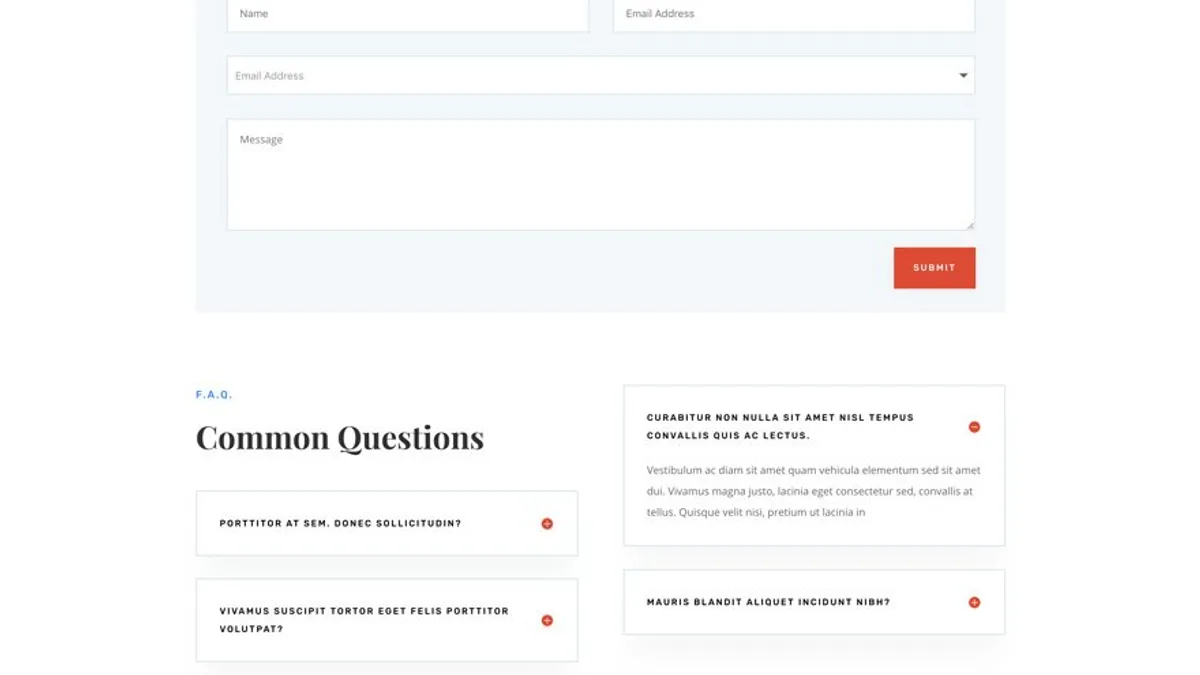 Name
Email Address
Email Address
Message
SUBMIT
F.A.Q.
Common Questions
PORTTITOR AT SEM. DONEC SOLLICITUDIN?
VIVAMUS SUSCIPIT TORTOR EGET FELIS PORTTITOR
VOLUTPAT?
CURABITUR NON NULLA SIT AMET NISL TEMPUS
CONVALLIS QUIS AC LECTUS.
Vestibulum ac diam sit amet quam vehicula elementum sed sit amet
dui. Vivamus magna justo, lacinia eget consectetur sed, convallis at
tellus. Quisque velit nisi, pretium ut lacinia in
MAURIS BLANDIT ALIQUET INCIDUNT NIBH?